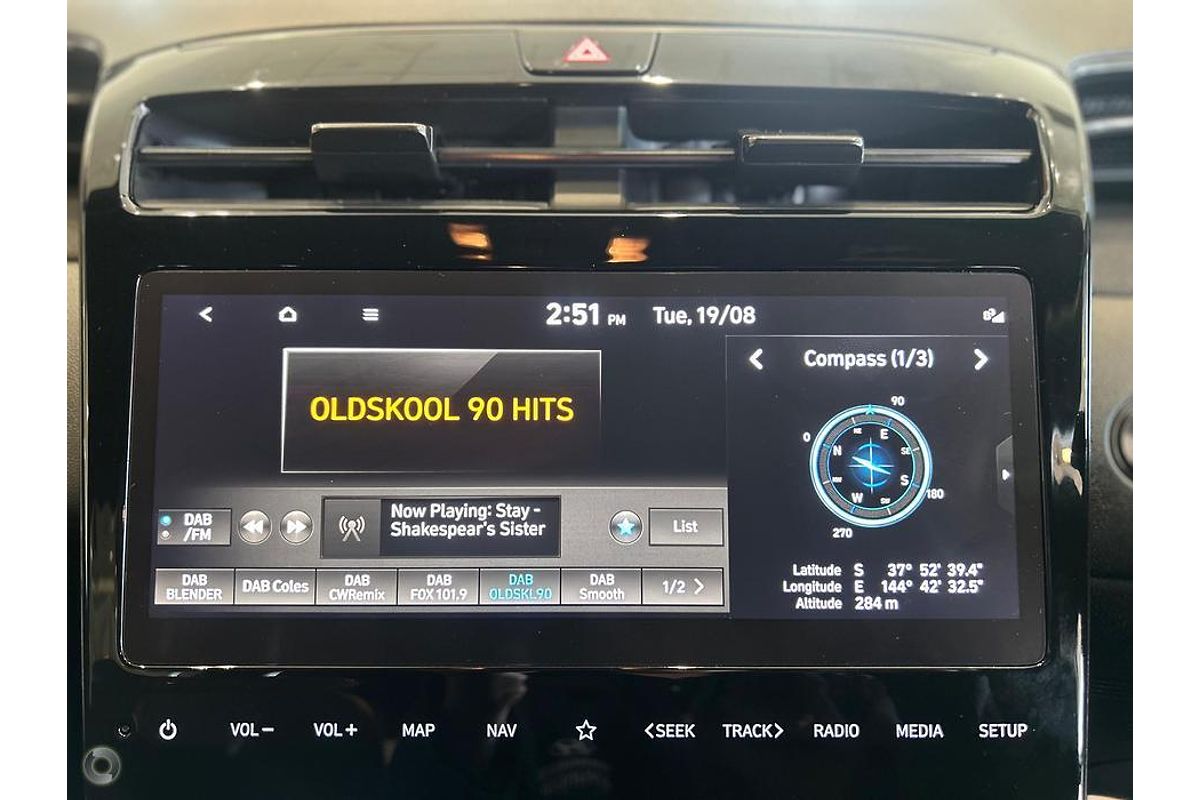 2:51 PM Tue, 19/08
OLDSKOOL 90 HITS
DAB
/FM
Now Playing: Stay -
Shakespear's Sister
List
DAB
BLENDER
DAB Coles
DAB
CWRemix
DAB
FOX 101.9
DAB
OLDSKL90
DAB
Smooth
1/2
Compass (1/3)
90
0
180
270
N
NE
E
SE
S
SW
W
NW
Latitude S 37° 52' 39.4"
Longitude E 144° 42' 32.5"
Altitude 284 m
VOL− VOL+ MAP NAV <SEEK TRACK> RADIO MEDIA SETUP